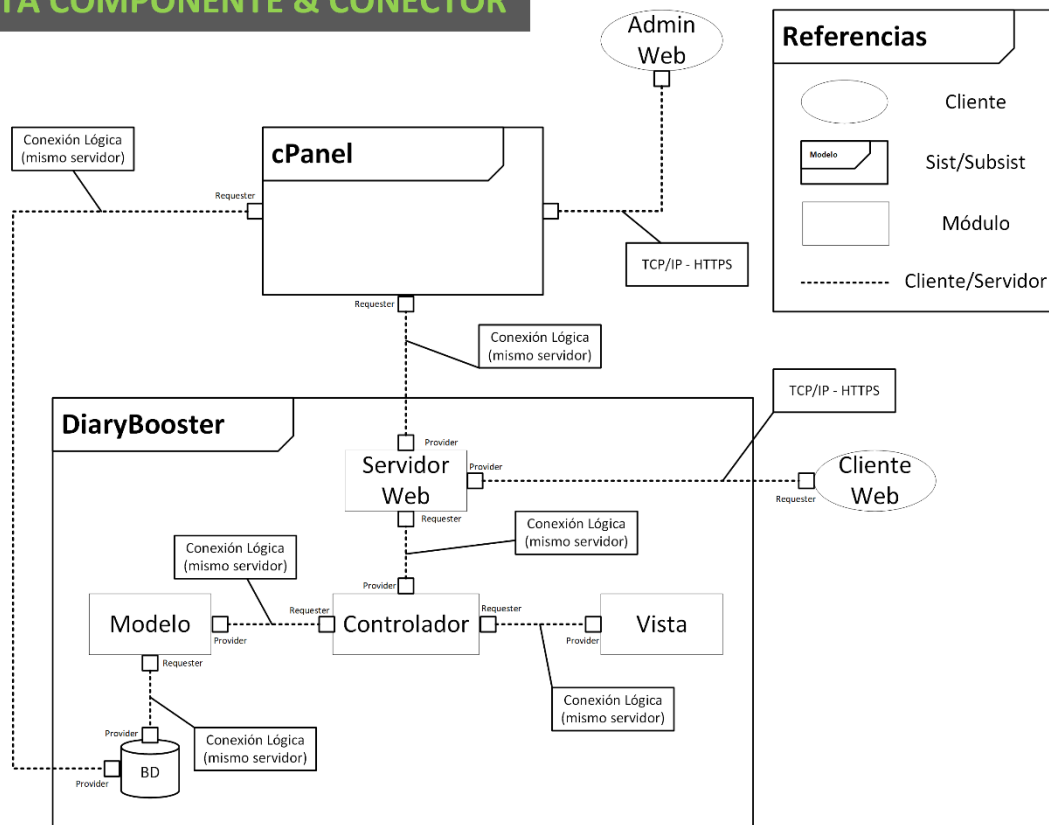 TA COMPONENTE & CONECTOR
Admin
Web
Referencias
Cliente
Modelo
Sist/Subsist
Módulo
Cliente/Servidor
Conexión Lógica
(mismo servidor)
cPanel
Requester
TCP/IP - HTTPS
Requester
Conexión Lógica
(mismo servidor)
TCP/IP - HTTPS
DiaryBooster
Provider
Servidor
Web
Provider
Cliente
Web
Requester
Requester
Conexión Lógica
(mismo servidor)
Conexión Lógica
(mismo servidor)
Provider
Modelo
Provider
Requester
Controlador
Requester
Provider
Vista
Requester
Conexión Lógica
(mismo servidor)
Provider
Conexión Lógica
(mismo servidor)
BD
Provider